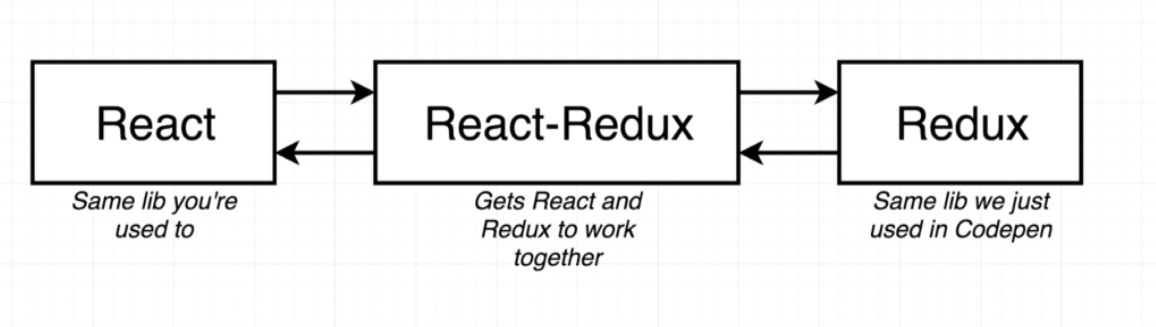 React
React-Redux
Redux
Same lib you're
used to
Gets React and
Redux to work
together
Same lib we just
used in Codepen